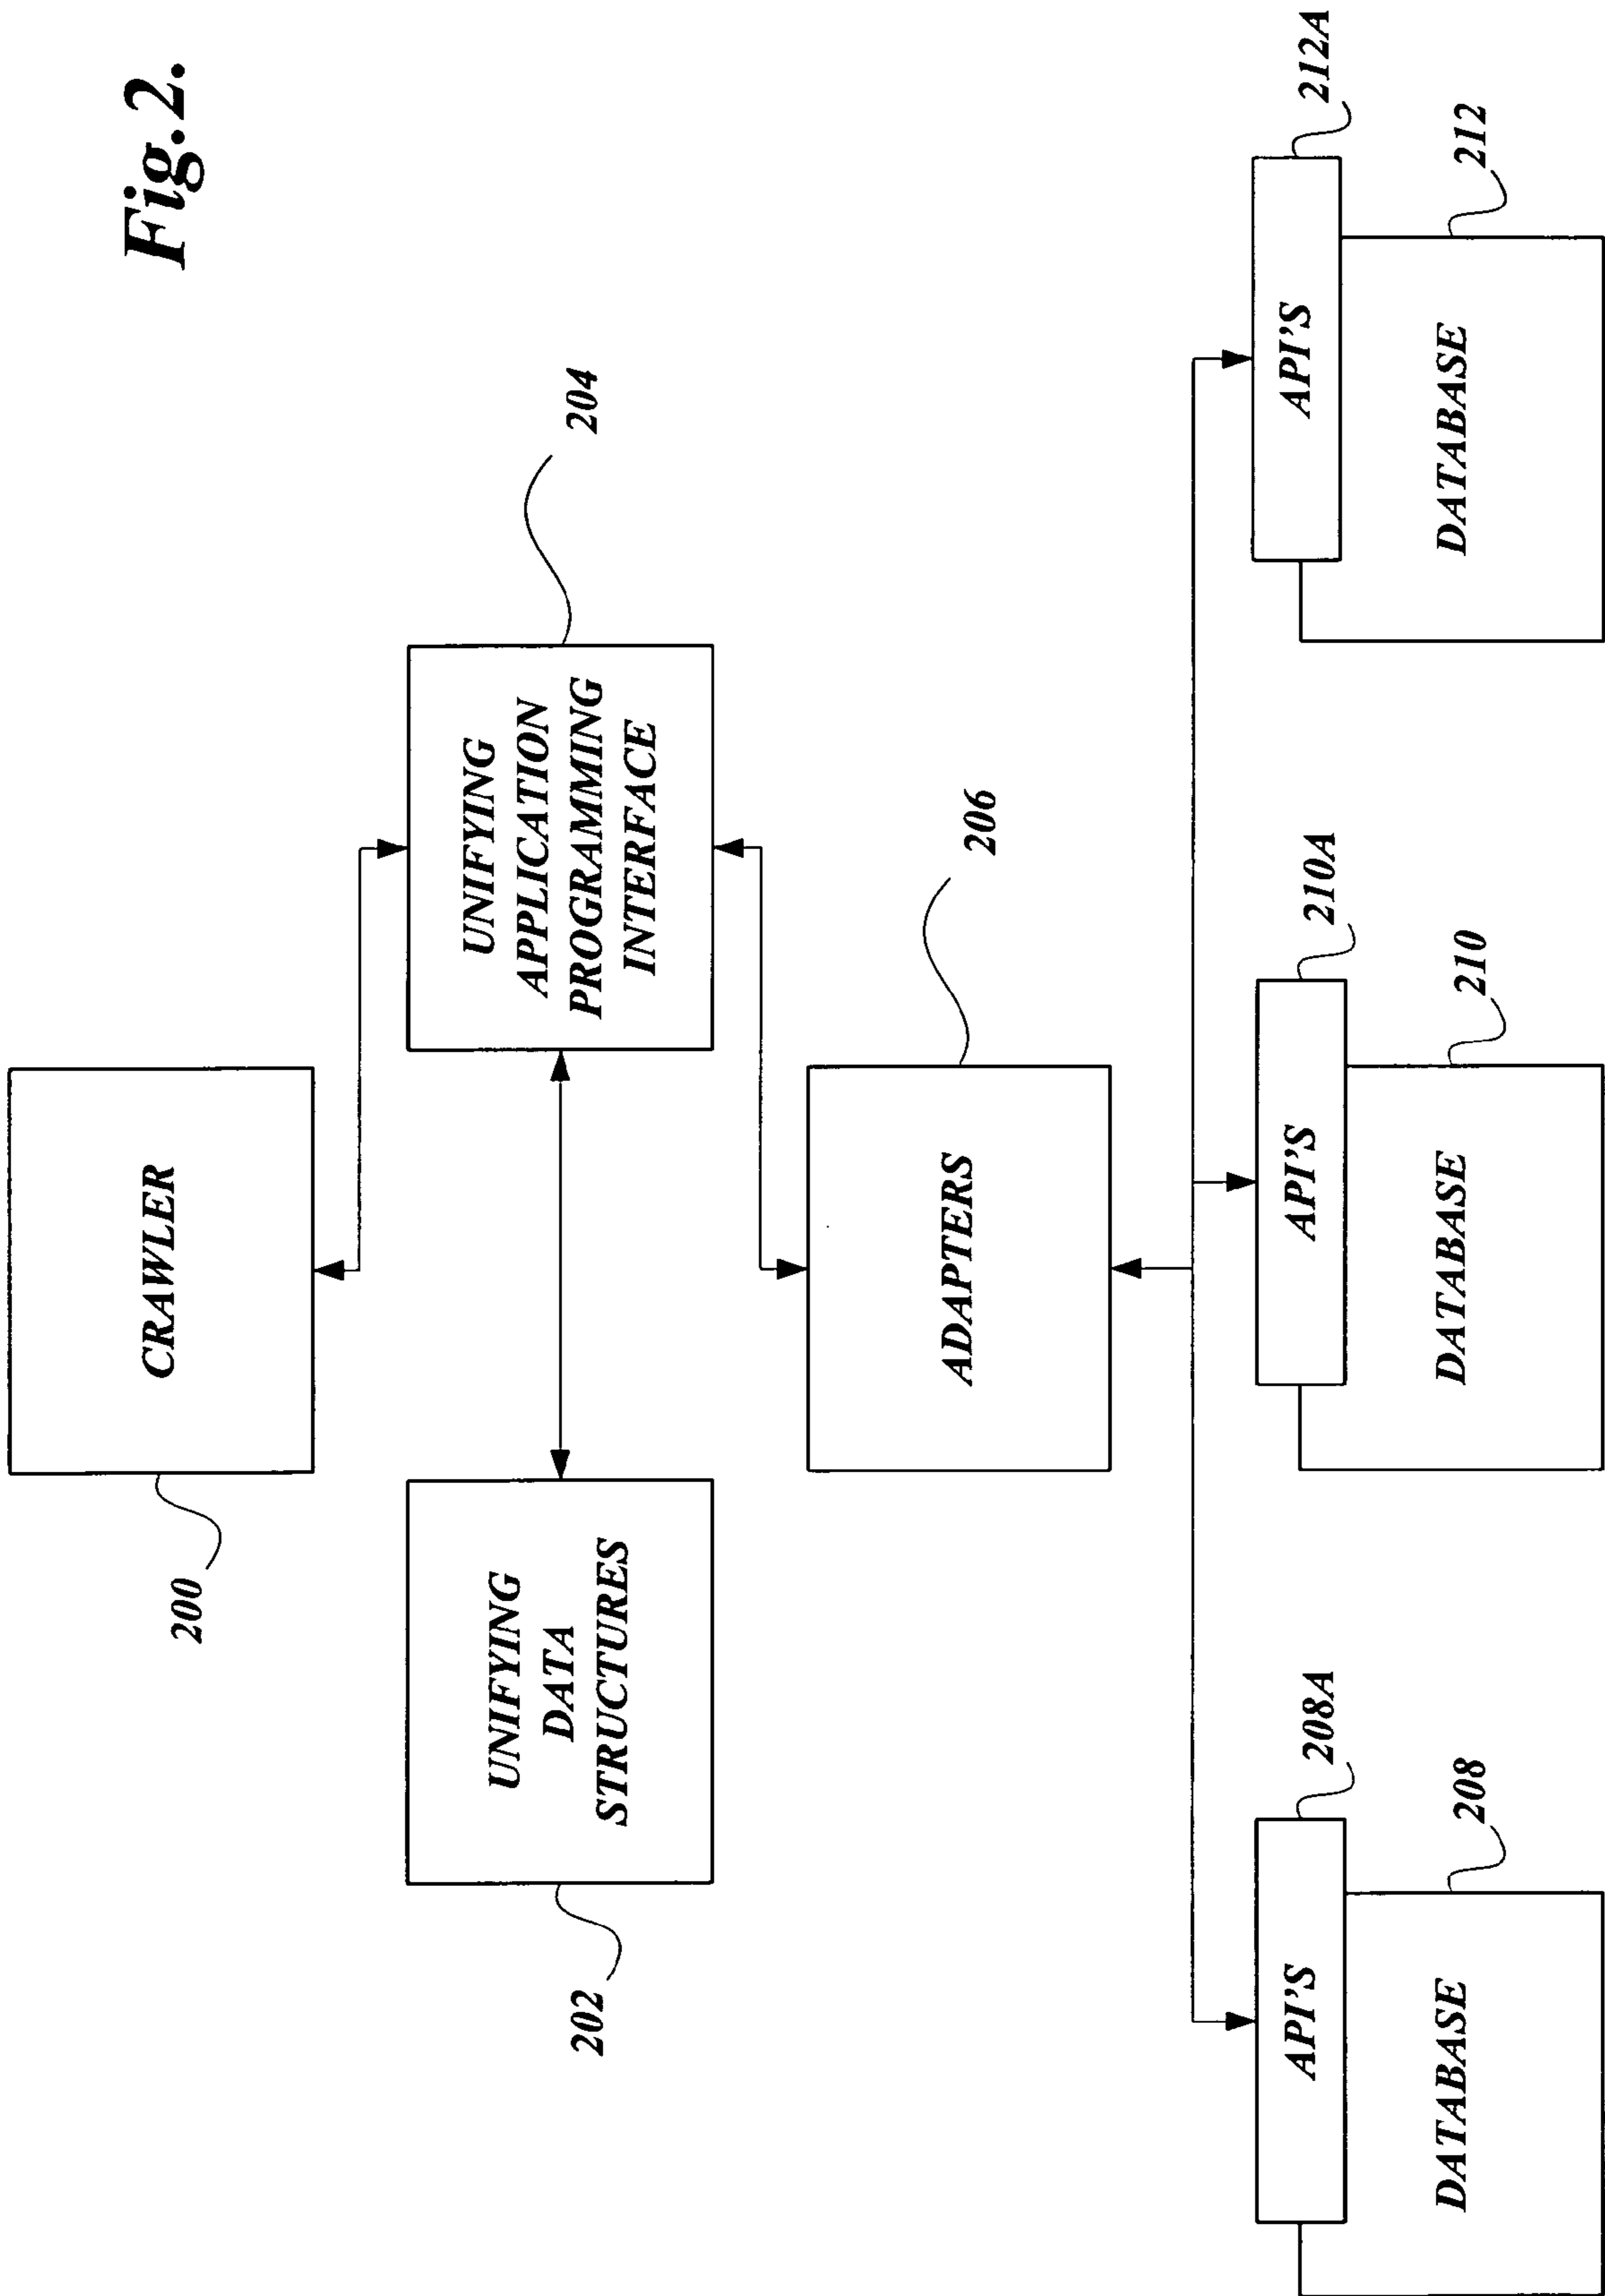 Fig.2.
CRAWLER
200
UNIFYING
DATA
STRUCTURES
202
UNIFYING
APPLICATION
PROGRAMMING
INTERFACE
204
ADAPTERS
206
API'S
208A
DATABASE
208
API'S
210A
DATABASE
210
API'S
212A
DATABASE
212